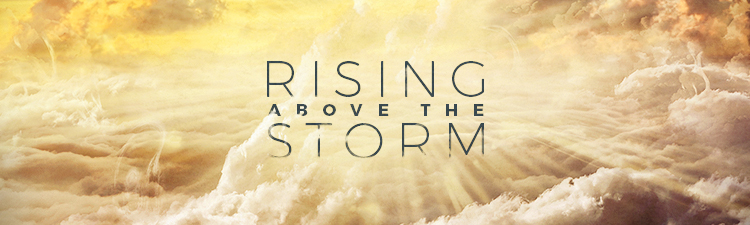 RISING
ABOVE THE
STORM